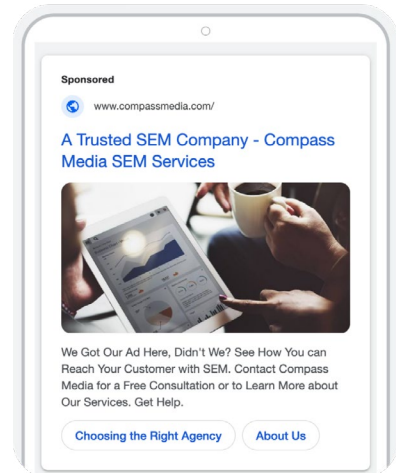 Sponsored
www.compassmedia.com/
A Trusted SEM Company - Compass
Media SEM Services
We Got Our Ad Here, Didn't We? See How You can
Reach Your Customer with SEM. Contact Compass
Media for a Free Consultation or to Learn More about
Our Services. Get Help.
Choosing the Right Agency
About Us